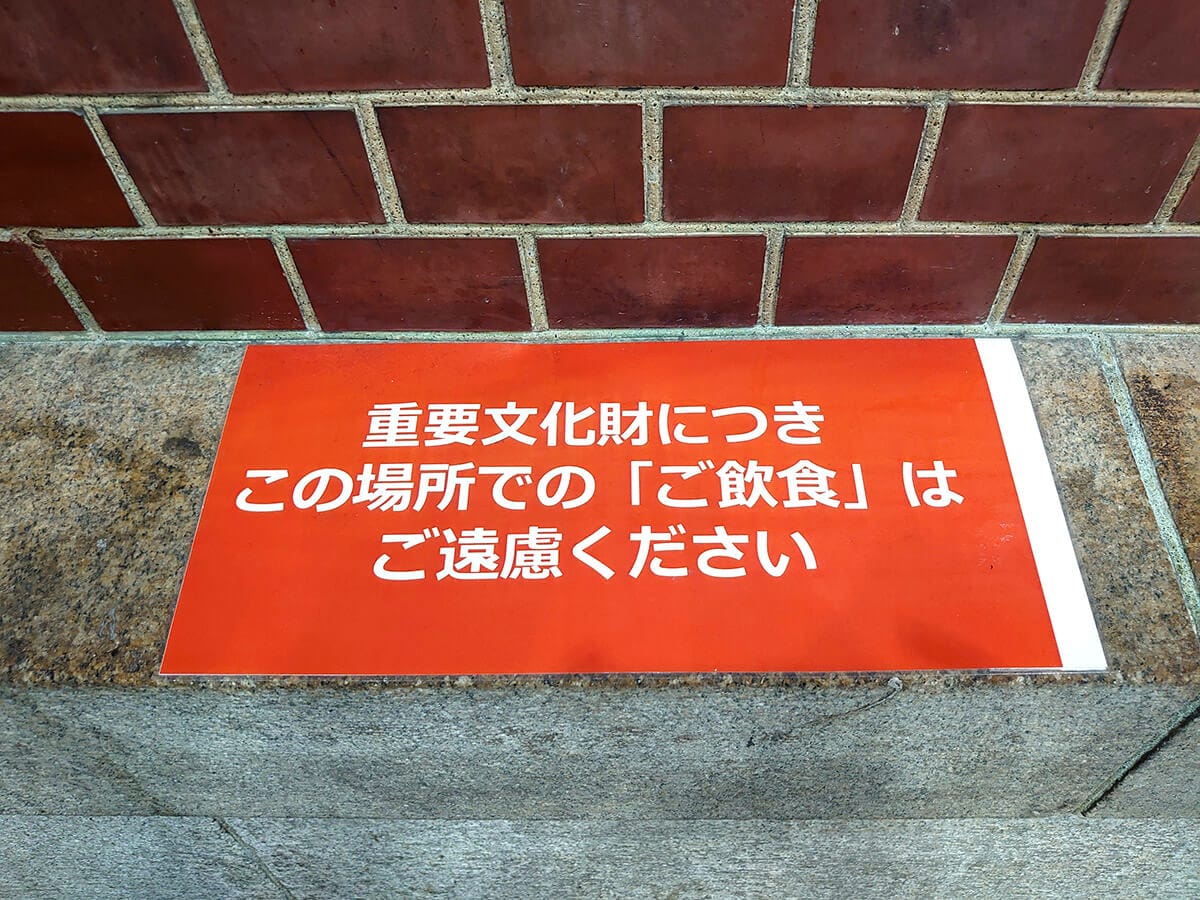 重要文化財につき
この場所での「ご飲食」は
ご遠慮ください